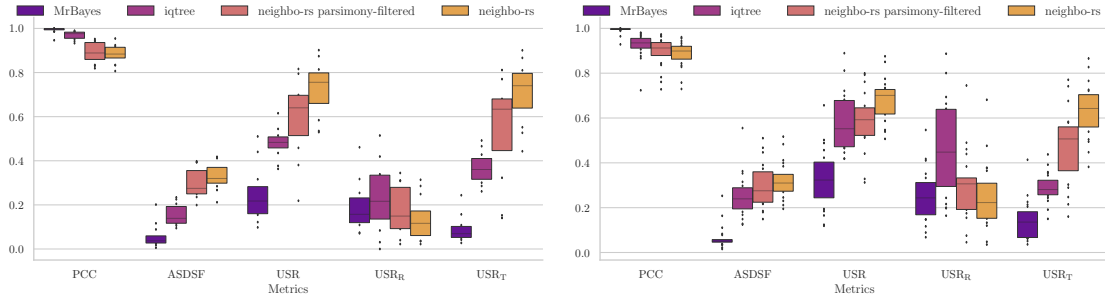 MrBayes iqtree neighbo-rs parsimony-filtered neighbo-rs
1.0
0.8
0.6
0.4
0.2
0.0
PCC ASDSF USR USR_R USR_T
Metrics
MrBayes iqtree neighbo-rs parsimony-filtered neighbo-rs
1.0
0.8
0.6
0.4
0.2
0.0
PCC ASDSF USR USR_R USR_T
Metrics